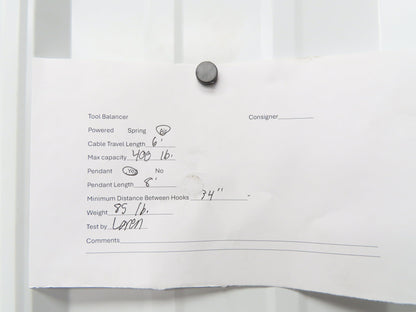 Tool Balancer Consigner
Powered Spring Air
Cable Travel Length 6'
Max capacity 400 lb.
Pendant Yes No
Pendant Length 8'
Minimum Distance Between Hooks 34"
Weight 85 lb.
Test by Loren
Comments